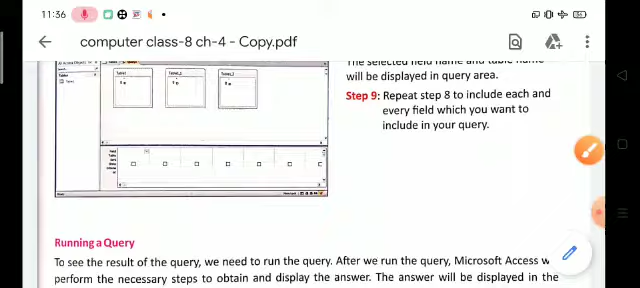 11:36
computer class-8 ch-4 - Copy.pdf
The selected field name and table name
will be displayed in query area.
Step 9: Repeat step 8 to include each and
every field which you want to
include in your query.
Running a Query
To see the result of the query, we need to run the query. After we run the query, Microsoft Access
perform the necessary steps to obtain and display the answer. The answer will be displayed in the